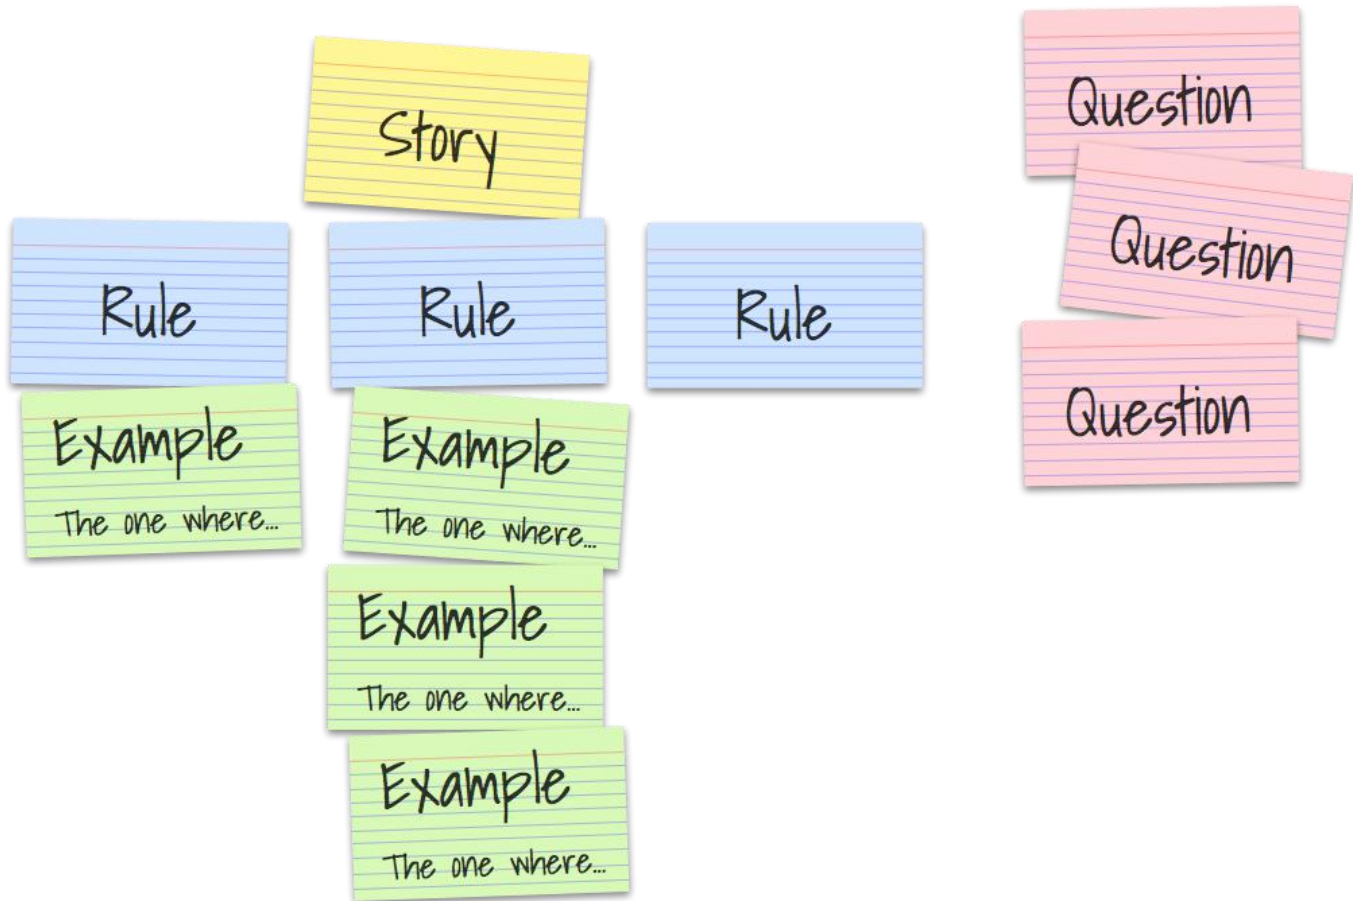 Story
Rule
Rule
Rule
Example
The one where...
Example
The one where...
Example
The one where...
Example
The one where...
Question
Question
Question